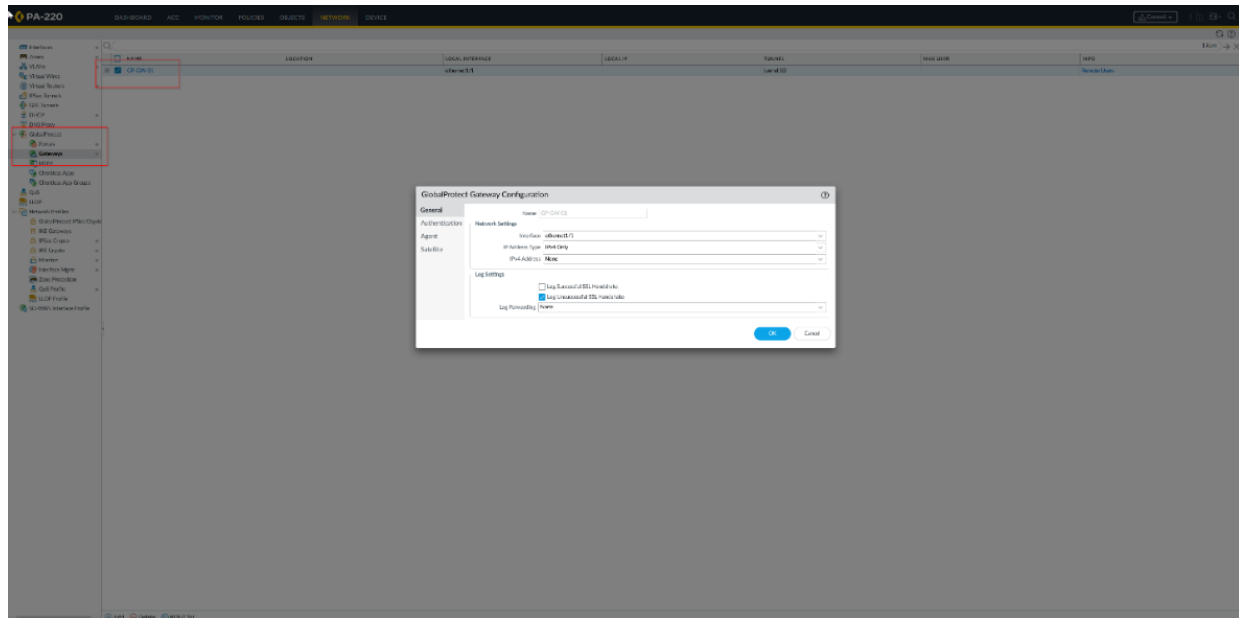 PA-220
DASHBOARD ACC MONITOR POLICIES OBJECTS NETWORK DEVICE
Commit
Interfaces
Zones
VLANs
Virtual Wires
Virtual Routers
IPSec Tunnels
GRE Tunnels
DHCP
DNS Proxy
GlobalProtect
Portals
Gateways
MDM
Clientless Apps
Clientless App Groups
QoS
LLDP
Network Profiles
GlobalProtect IPSec Crypto
IKE Gateways
IPSec Crypto
IKE Crypto
Monitor
Interface Mgmt
Zone Protection
QoS Profile
LLDP Profile
SD-WAN Interface Profile
1 item
NAME LOCATION LOCAL INTERFACE LOCAL IP TUNNEL MAX USER INFO
GP-GW-01 ethernet1/1 Remote Users
GlobalProtect Gateway Configuration
General
Authentication
Agent
Satellite
Name GP-GW-01
Network Settings
Interface ethernet1/1
IP Address Type IPv4 Only
IPv4 Address None
Log Settings
Log Successful SSL Handshake
Log Unsuccessful SSL Handshake
Log Forwarding None
OK Cancel
Add Delete